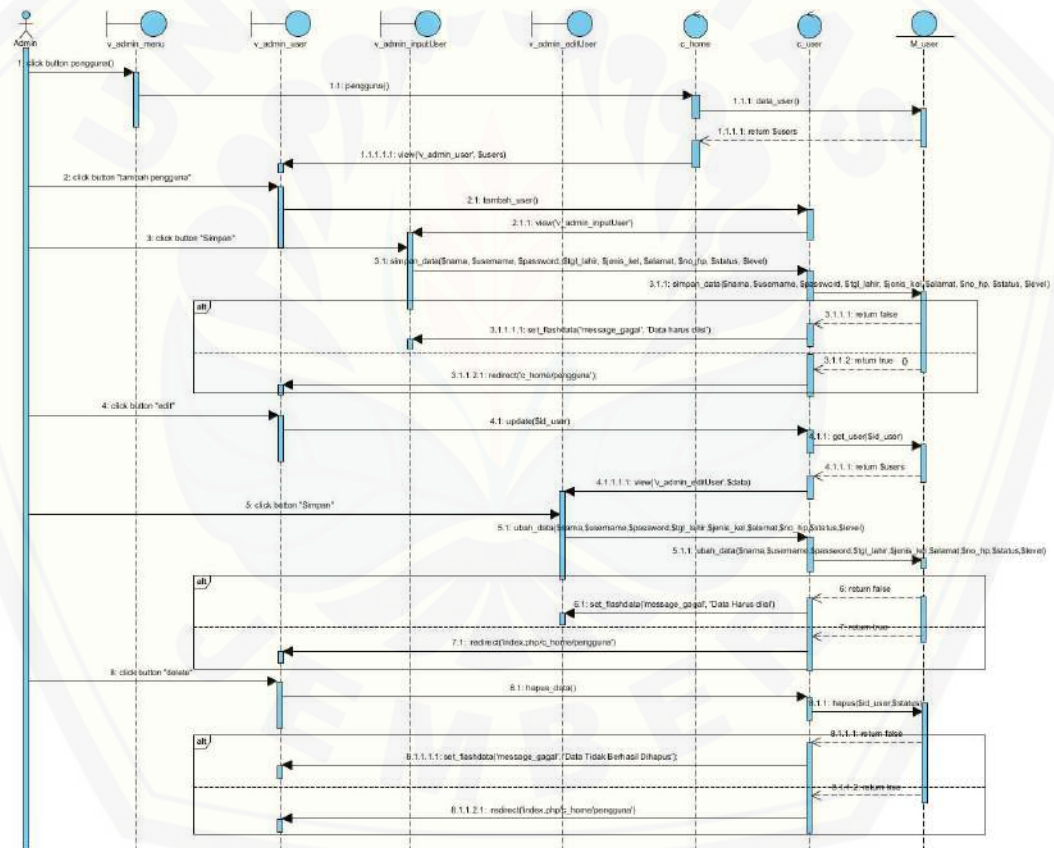 Admin
v_admin_menu
v_admin_user
v_admin_inputUser
v_admin_editUser
c_home
c_user
M_user
1: click button pengguna()
1.1: pengguna()
1.1.1: data_user()
1.1.1.1: return $users
1.1.1.1.1: view('v_admin_user', $users)
2: click button "tambah pengguna"
2.1: tambah_user()
2.1.1: view('v_admin_inputUser')
3: click button "Simpan"
3.1: simpan_data($nama, $username, $password, $tgl_lahir, $jenis_kel, $alamat, $no_hp, $status, $level)
3.1.1: simpan_data($nama, $username, $password, $tgl_lahir, $jenis_kel, $alamat, $no_hp, $status, $level)
alt
3.1.1.1: return false
3.1.1.1.1: set_flashdata('message_gagal', 'Data harus diisi')
3.1.1.2: return true ()
3.1.1.2.1: redirect('c_home/pengguna');
4: click button "edit"
4.1: update($id_user)
4.1.1: get_user($id_user)
4.1.1.1: return $users
4.1.1.1.1: view('v_admin_editUser',$data)
5: click button "Simpan"
5.1: ubah_data($nama,$username,$password,$tgl_lahir,$jenis_kel,$alamat,$no_hp,$status,$level)
5.1.1: ubah_data($nama,$username,$password,$tgl_lahir,$jenis_kel,$alamat,$no_hp,$status,$level)
alt
6: return false
6.1: set_flashdata('message_gagal', 'Data Harus diisi')
7: return true
7.1: redirect('index.php/c_home/pengguna')
8: click button "delete"
8.1: hapus_data()
8.1.1: hapus($id_user,$status)
alt
8.1.1.1: return false
8.1.1.1.1: set_flashdata('message_gagal','Data Tidak Berhasil Dihapus');
8.1.1.2: return true
8.1.1.2.1: redirect('index.php/c_home/pengguna')